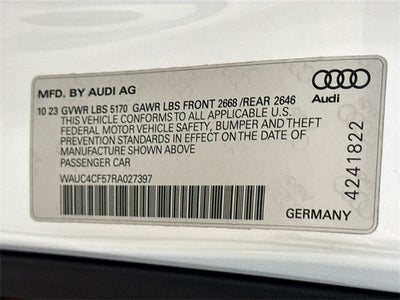 MFD. BY AUDI AG
Audi
10 23 GVWR LBS 5170 GAWR LBS FRONT 2668 /REAR 2646
THIS VEHICLE CONFORMS TO ALL APPLICABLE U.S.
FEDERAL MOTOR VEHICLE SAFETY, BUMPER AND THEFT
PREVENTION STANDARDS IN EFFECT ON THE DATE OF
MANUFACTURE SHOWN ABOVE.
PASSENGER CAR
WAUC4CF57RA027397
4241822
GERMANY